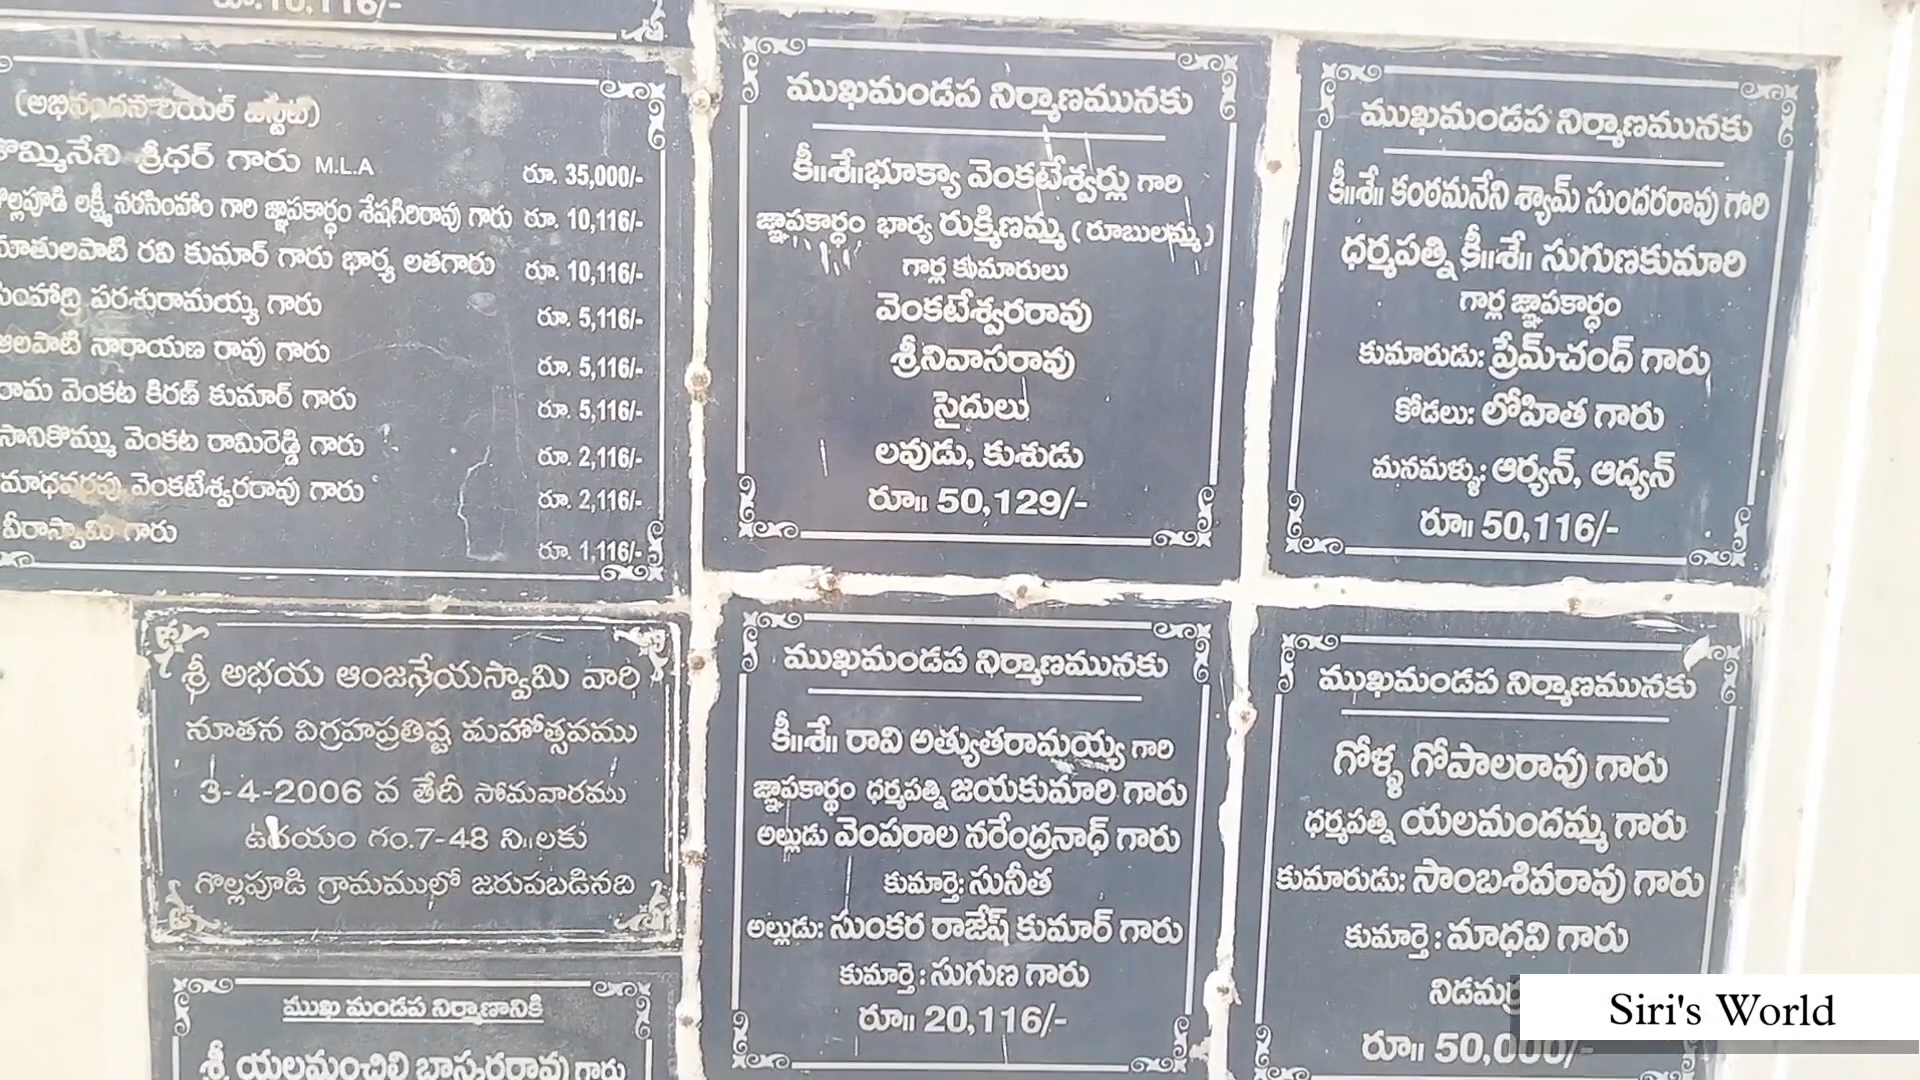 రూ.10,116/-
(అభినందన రియల్ ఎస్టేట్)
కొమ్మినేని శ్రీధర్ గారు M.L.A రూ. 35,000/-
గొల్లపూడి లక్ష్మీ నరసింహం గారి జ్ఞాపకార్ధం శేషగిరిరావు గారు రూ. 10,116/-
మాతులపాటి రవి కుమార్ గారు భార్య లతగారు రూ. 10,116/-
సింహాద్రి పరశురామయ్య గారు రూ. 5,116/-
ఆలపాటి నారాయణ రావు గారు రూ. 5,116/-
రామ వెంకట కిరణ్ కుమార్ గారు రూ. 5,116/-
సానికొమ్ము వెంకట రామిరెడ్డి గారు రూ. 2,116/-
మాధవరపు వెంకటేశ్వరరావు గారు రూ. 2,116/-
వీరాస్వామి గారు రూ. 1,116/-
ముఖమండప నిర్మాణమునకు
కీ॥శే॥భూక్యా వెంకటేశ్వర్లు గారి
జ్ఞాపకార్ధం భార్య రుక్మిణమ్మ (రూబులమ్మ)
గార్ల కుమారులు
వెంకటేశ్వరరావు
శ్రీనివాసరావు
సైదులు
లవుడు, కుశుడు
రూ॥ 50,129/-
ముఖమండప నిర్మాణమునకు
కీ॥శే॥ కంఠమనేని శ్యామ్ సుందరరావు గారి
ధర్మపత్ని కీ॥శే॥ సుగుణకుమారి
గార్ల జ్ఞాపకార్ధం
కుమారుడు: ప్రేమ్‌చంద్ గారు
కోడలు: లోహిత గారు
మనమళ్ళు: ఆర్యన్, ఆద్యన్
రూ॥ 50,116/-
శ్రీ అభయ ఆంజనేయస్వామి వారి
నూతన విగ్రహప్రతిష్ట మహోత్సవము
3-4-2006 వ తేదీ సోమవారము
ఉదయం గం.7-48 ని॥లకు
గొల్లపూడి గ్రామములో జరుపబడినది
ముఖ మండప నిర్మాణానికి
శ్రీ యలమంచిలి భాస్కరరావు గారు
ముఖమండప నిర్మాణమునకు
కీ॥శే॥ రావి అత్యుతరామయ్య గారి
జ్ఞాపకార్థం ధర్మపత్ని జయకుమారి గారు
అల్లుడు వెంపరాల నరేంద్రనాధ్ గారు
కుమార్తె: సునీత
అల్లుడు: సుంకర రాజేష్ కుమార్ గారు
కుమార్తె: సుగుణ గారు
రూ॥ 20,116/-
ముఖమండప నిర్మాణమునకు
గోళ్ళ గోపాలరావు గారు
ధర్మపత్ని యలమందమ్మ గారు
కుమారుడు: సాంబశివరావు గారు
కుమార్తె: మాధవి గారు
రూ॥ 50,000/-
Siri's World